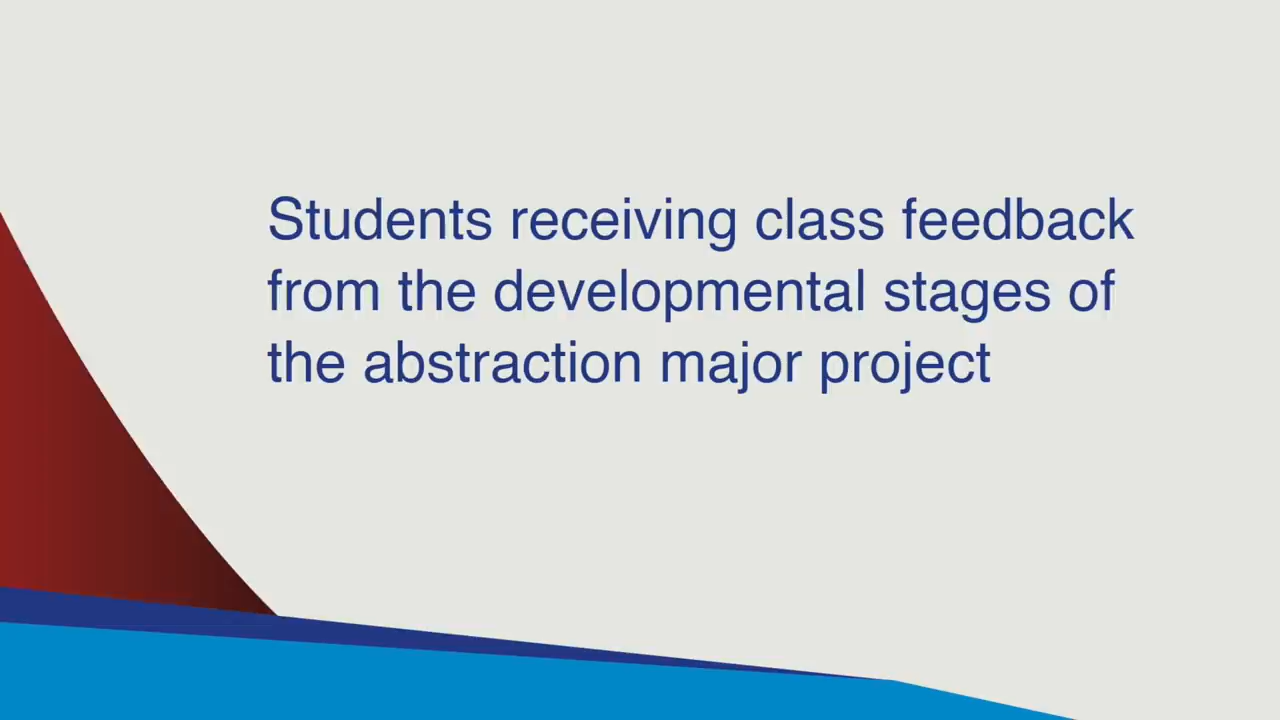 Students receiving class feedback
from the developmental stages of
the abstraction major project